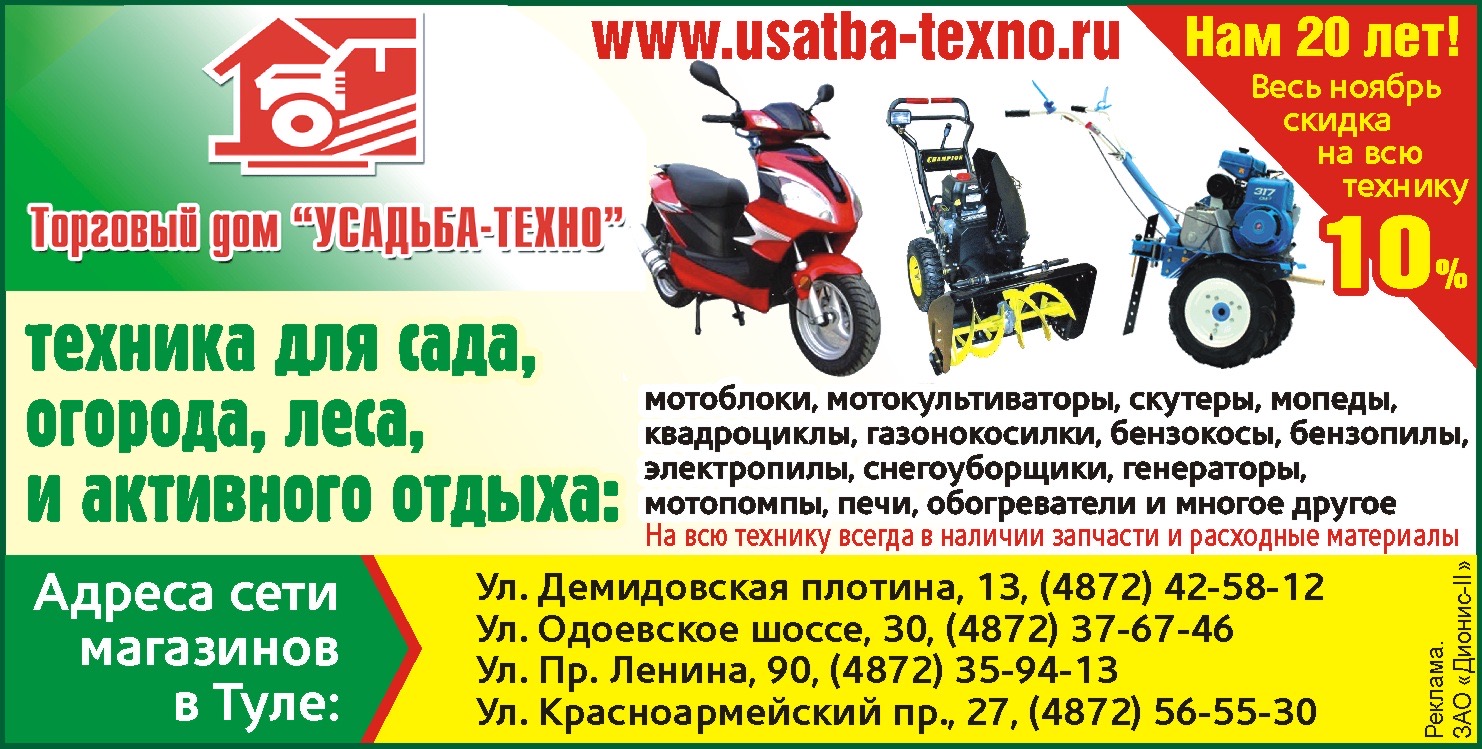 www.usatba-texno.ru
Нам 20 лет!
Весь ноябрь
скидка
на всю
технику
10%
Торговый дом “УСАДЬБА-ТЕХНО”
CHAMPION
317
техника для сада,
огорода, леса,
и активного отдыха:
мотоблоки, мотокультиваторы, скутеры, мопеды,
квадроциклы, газонокосилки, бензокосы, бензопилы,
электропилы, снегоуборщики, генераторы,
мотопомпы, печи, обогреватели и многое другое
На всю технику всегда в наличии запчасти и расходные материалы
Адреса сети
магазинов
в Туле:
Ул. Демидовская плотина, 13, (4872) 42-58-12
Ул. Одоевское шоссе, 30, (4872) 37-67-46
Ул. Пр. Ленина, 90, (4872) 35-94-13
Ул. Красноармейский пр., 27, (4872) 56-55-30
Реклама.
ЗАО «Дионис-II»